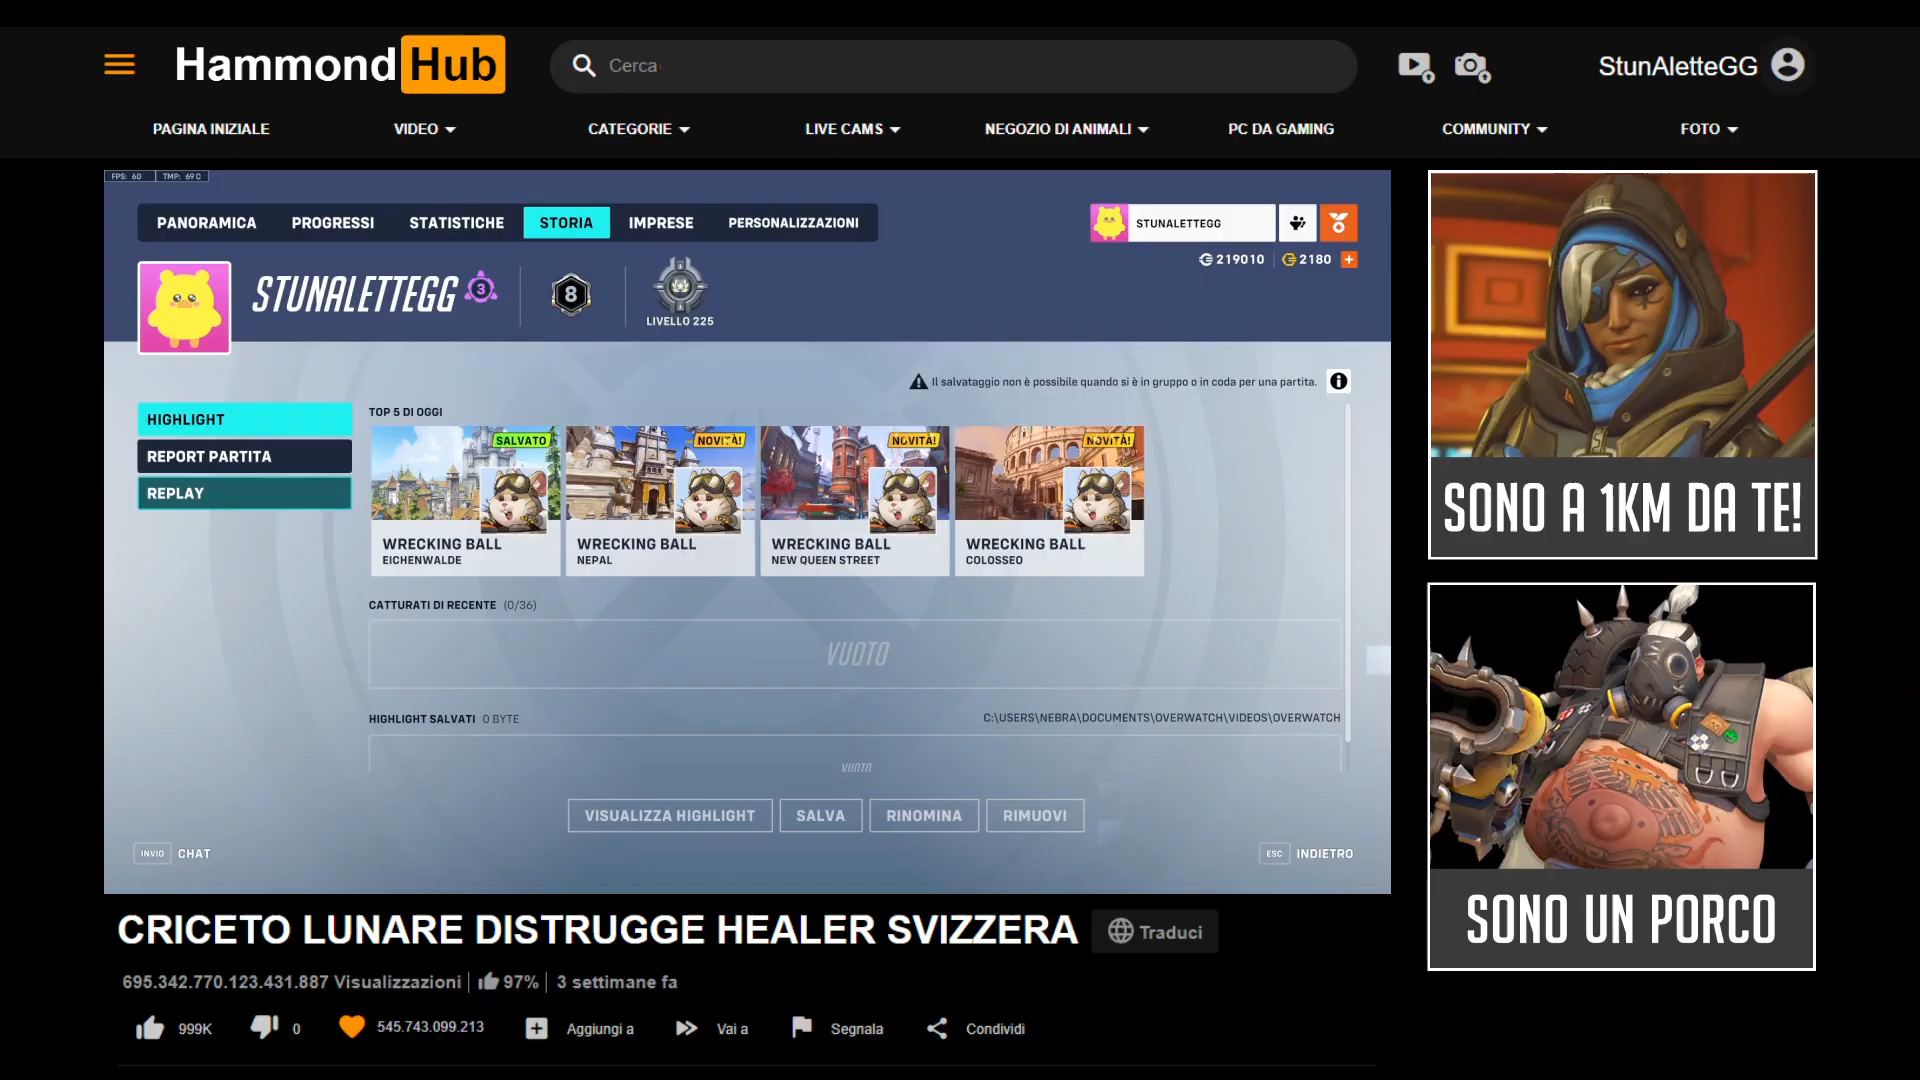 Hammond Hub
Cerca
StunAletteGG
PAGINA INIZIALE
VIDEO
CATEGORIE
LIVE CAMS
NEGOZIO DI ANIMALI
PC DA GAMING
COMMUNITY
FOTO
FPS: 60
TMP: 69 C
PANORAMICA
PROGRESSI
STATISTICHE
STORIA
IMPRESE
PERSONALIZZAZIONI
STUNALETTEGG
219010
2180
STUNALETTEGG
3
8
LIVELLO 225
Il salvataggio non è possibile quando si è in gruppo o in coda per una partita.
HIGHLIGHT
REPORT PARTITA
REPLAY
TOP 5 DI OGGI
SALVATO
NOVITÀ!
NOVITÀ!
NOVITÀ!
WRECKING BALL
EICHENWALDE
WRECKING BALL
NEPAL
WRECKING BALL
NEW QUEEN STREET
WRECKING BALL
COLOSSEO
CATTURATI DI RECENTE (0/36)
VUOTO
HIGHLIGHT SALVATI 0 BYTE
C:\USERS\NEBRA\DOCUMENTS\OVERWATCH\VIDEOS\OVERWATCH
VUOTO
VISUALIZZA HIGHLIGHT
SALVA
RINOMINA
RIMUOVI
INVIO CHAT
ESC INDIETRO
SONO A 1KM DA TE!
SONO UN PORCO
CRICETO LUNARE DISTRUGGE HEALER SVIZZERA
Traduci
695.342.770.123.431.887 Visualizzazioni
97%
3 settimane fa
999K
0
545.743.099.213
Aggiungi a
Vai a
Segnala
Condividi